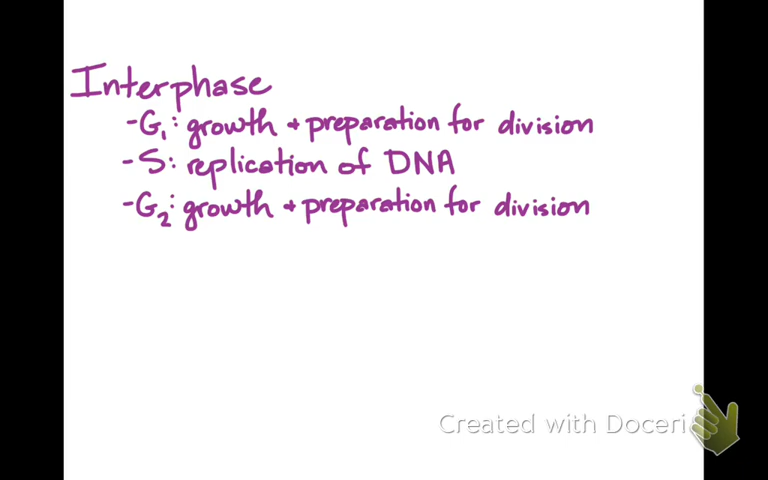 Interphase
- G₁: growth + preparation for division
- S: replication of DNA
- G₂: growth + preparation for division
Created with Doceri